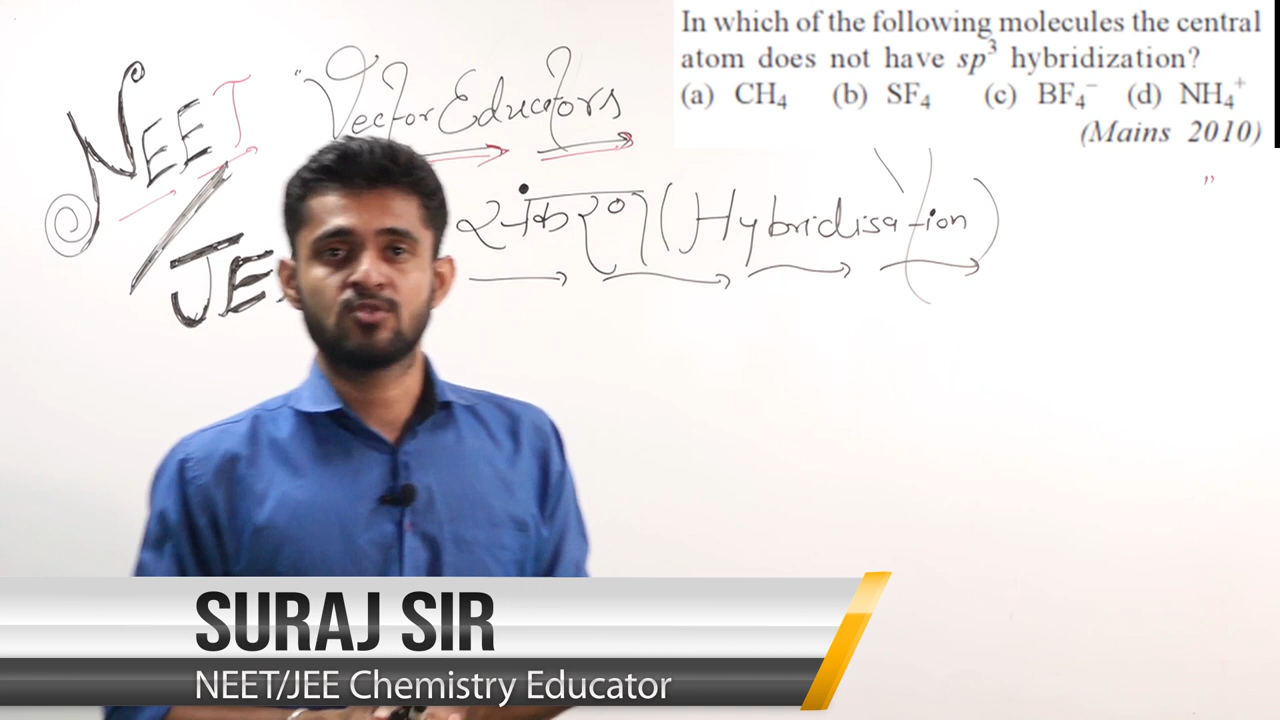 In which of the following molecules the central
atom does not have sp³ hybridization?
(a) CH₄ (b) SF₄ (c) BF₄⁻ (d) NH₄⁺
(Mains 2010)
NEET
"Vector Educators"
/
JEE
संकरण (Hybridisation)
SURAJ SIR
NEET/JEE Chemistry Educator